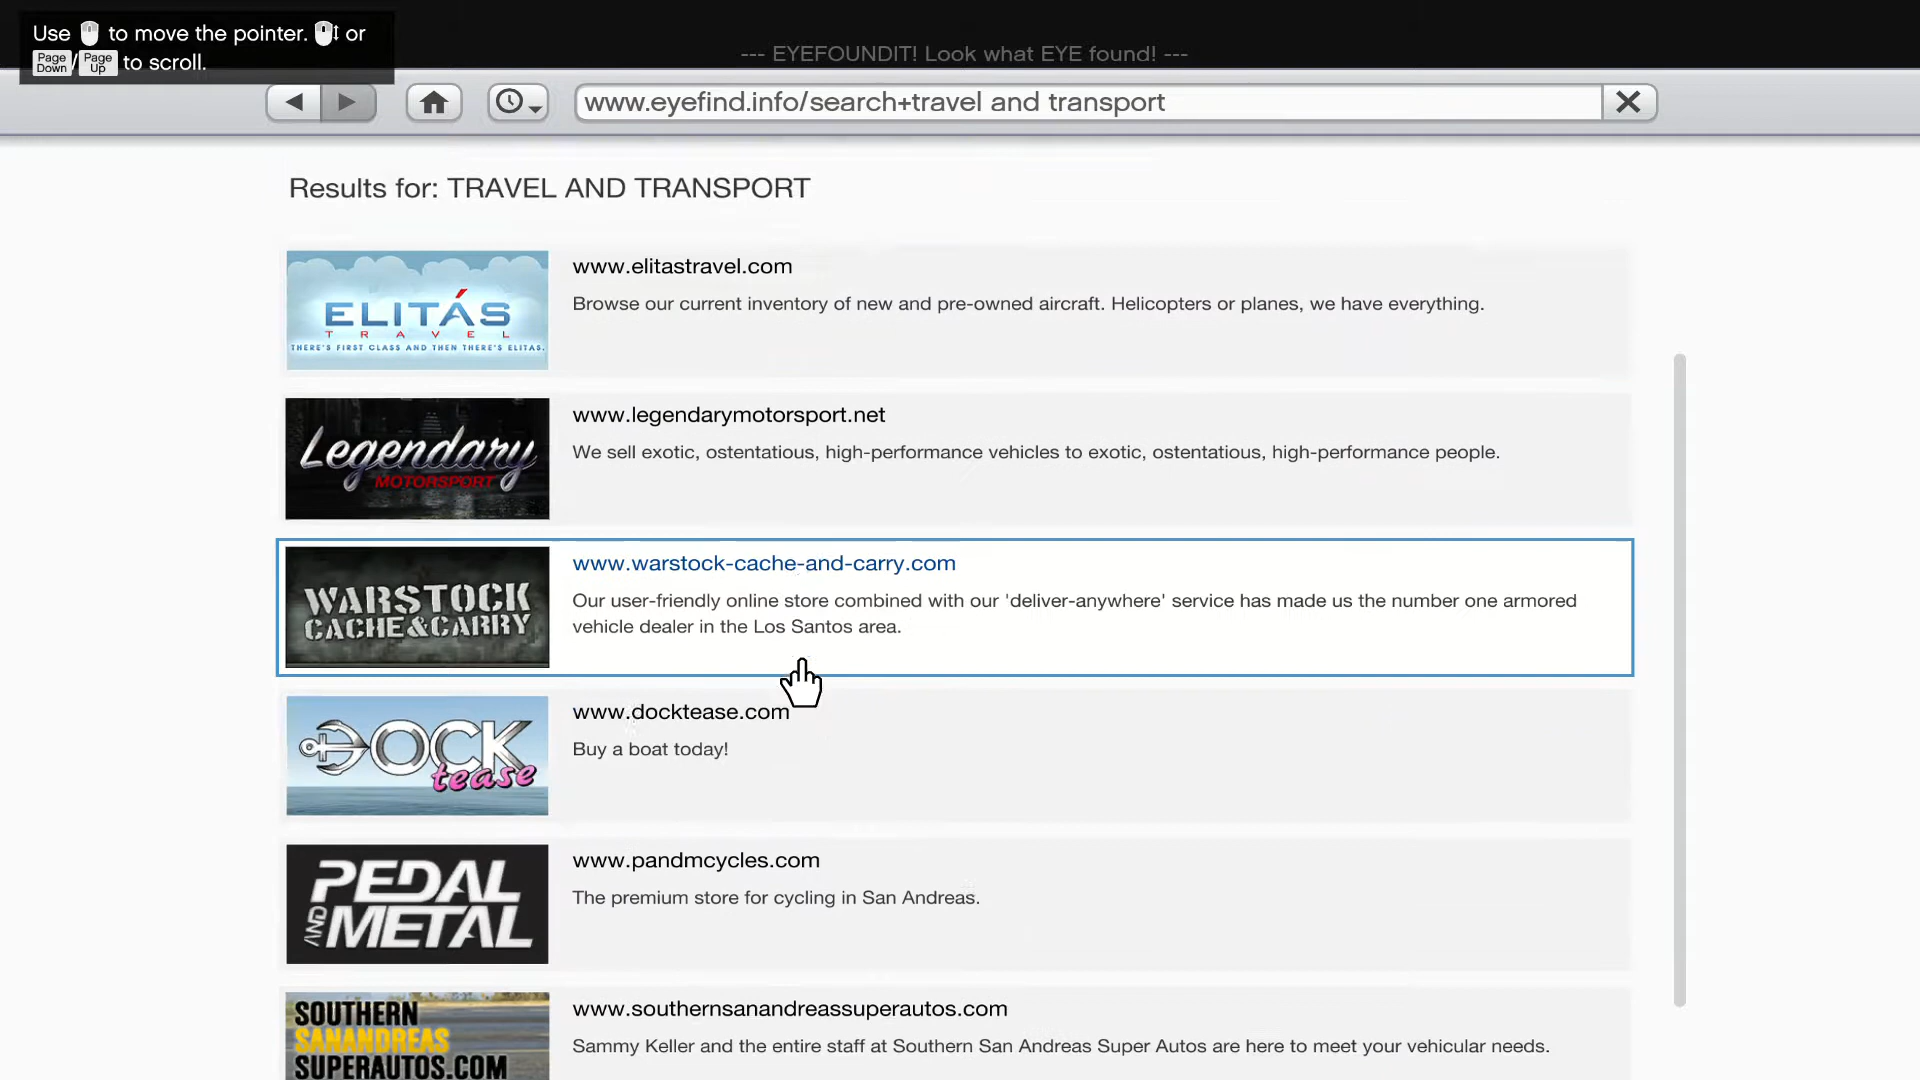 Use to move the pointer. or
Page Down / Page Up to scroll.
--- EYEFOUNDIT! Look what EYE found! ---
www.eyefind.info/search+travel and transport
Results for: TRAVEL AND TRANSPORT
ELITÁS
TRAVEL
THERE'S FIRST CLASS AND THEN THERE'S ELITAS.
www.elitastravel.com
Browse our current inventory of new and pre-owned aircraft. Helicopters or planes, we have everything.
Legendary
MOTORSPORT
www.legendarymotorsport.net
We sell exotic, ostentatious, high-performance vehicles to exotic, ostentatious, high-performance people.
WARSTOCK
CACHE&CARRY
www.warstock-cache-and-carry.com
Our user-friendly online store combined with our 'deliver-anywhere' service has made us the number one armored
vehicle dealer in the Los Santos area.
DOCK
tease
www.docktease.com
Buy a boat today!
PEDAL
AND METAL
www.pandmcycles.com
The premium store for cycling in San Andreas.
SOUTHERN
SANANDREAS
SUPERAUTOS.COM
www.southernsanandreassuperautos.com
Sammy Keller and the entire staff at Southern San Andreas Super Autos are here to meet your vehicular needs.